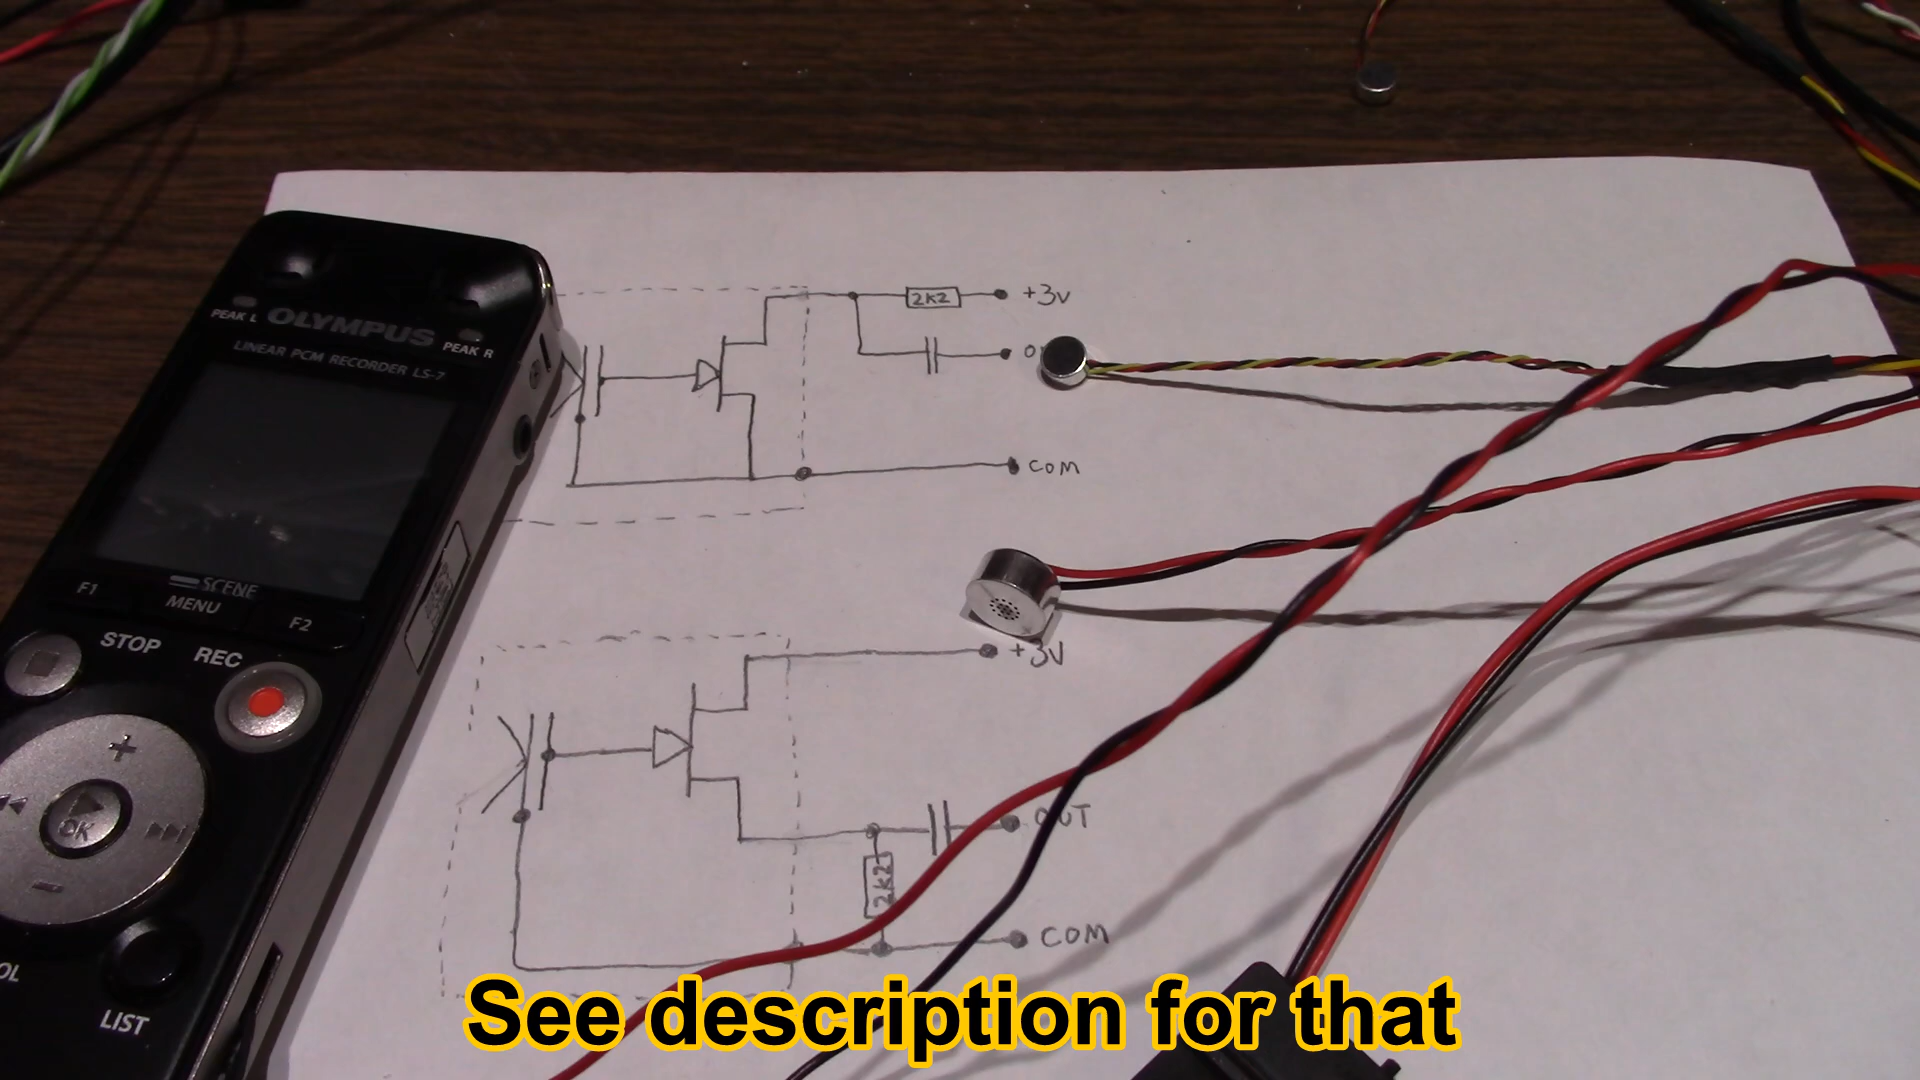 PEAK L
OLYMPUS
PEAK R
LINEAR PCM RECORDER LS-7
SCENE
F1
MENU
F2
STOP
REC
+
OK
−
LIST
2K2
+3V
COM
+3V
OUT
2K2
COM
See description for that